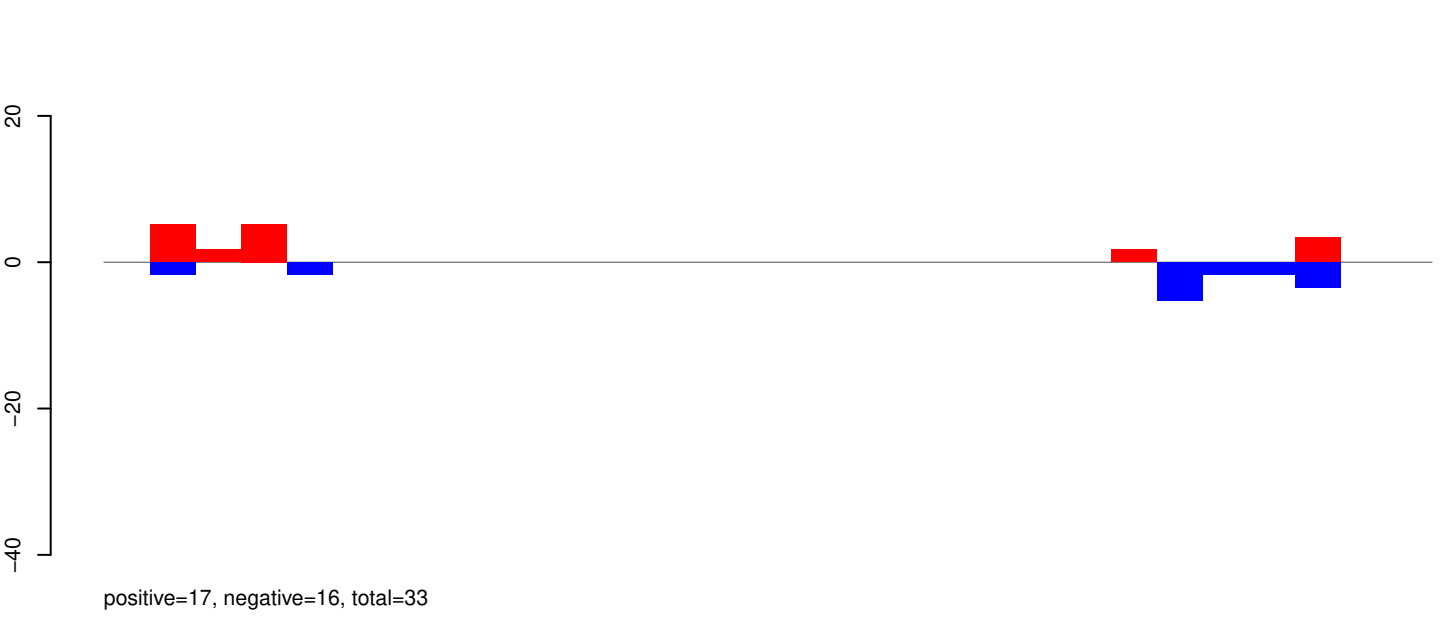 20
0
−20
−40
positive=17, negative=16, total=33